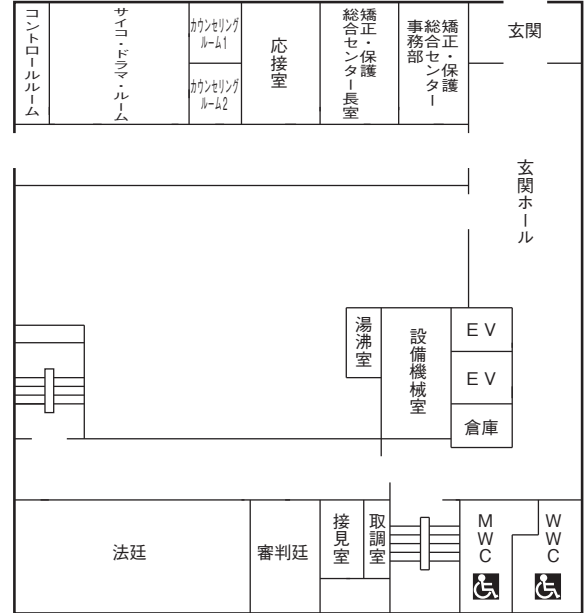 コントロールルーム
サイコ・ドラマ・ルーム
カウンセリング
ルーム1
カウンセリング
ルーム2
応接室
矯正・保護
総合センター長室
矯正・保護
総合センター
事務部
玄関
玄関ホール
湯沸室
設備機械室
EV
EV
倉庫
法廷
審判廷
接見室
取調室
MWC
WWC